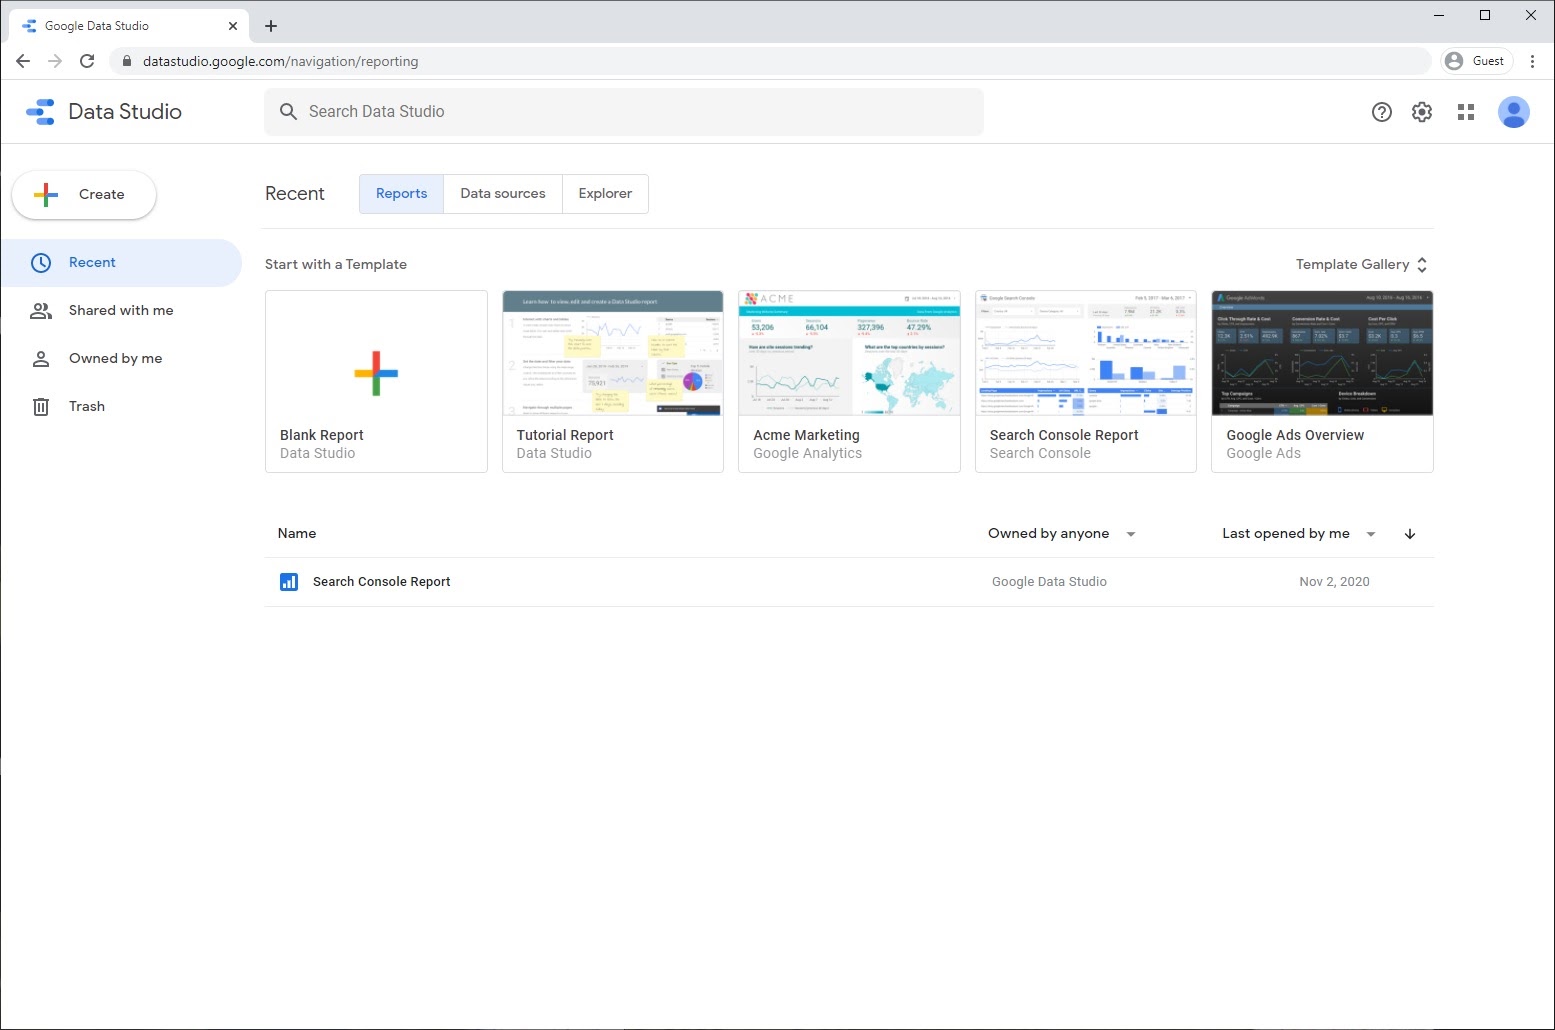 Google Data Studio
datastudio.google.com/navigation/reporting
Guest
Data Studio
Search Data Studio
Create
Recent
Shared with me
Owned by me
Trash
Recent
Reports
Data sources
Explorer
Start with a Template
Template Gallery
Learn how to view, edit and create a Data Studio report
Blank Report
Data Studio
Tutorial Report
Data Studio
ACME
53,206
66,104
327,396
47.29%
How are site sessions trending?
What are the top countries by sessions?
Acme Marketing
Google Analytics
Google Search Console
Search Console Report
Search Console
Google AdWords
Click Through Rate & Cost
Conversion Rate & Cost
Cost Per Click
Top Campaigns
Device Breakdown
Google Ads Overview
Google Ads
Name
Owned by anyone
Last opened by me
Search Console Report
Google Data Studio
Nov 2, 2020